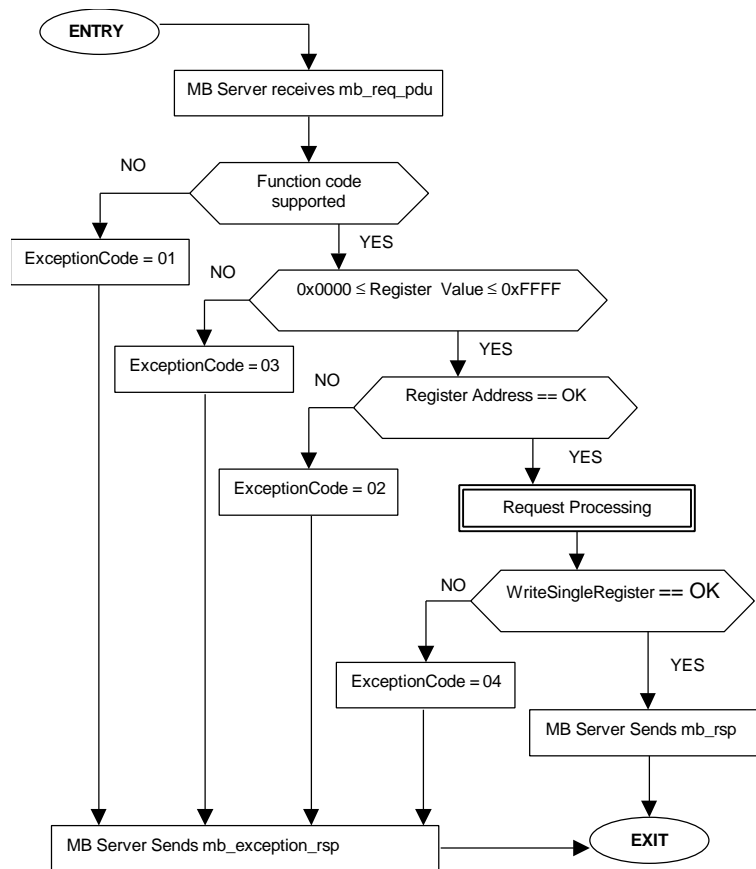 ENTRY
MB Server receives mb_req_pdu
NO
Function code
supported
YES
ExceptionCode = 01
NO
0x0000 ≤ Register Value ≤ 0xFFFF
YES
ExceptionCode = 03
NO
Register Address == OK
YES
ExceptionCode = 02
Request Processing
NO
WriteSingleRegister == OK
YES
ExceptionCode = 04
MB Server Sends mb_rsp
MB Server Sends mb_exception_rsp
EXIT